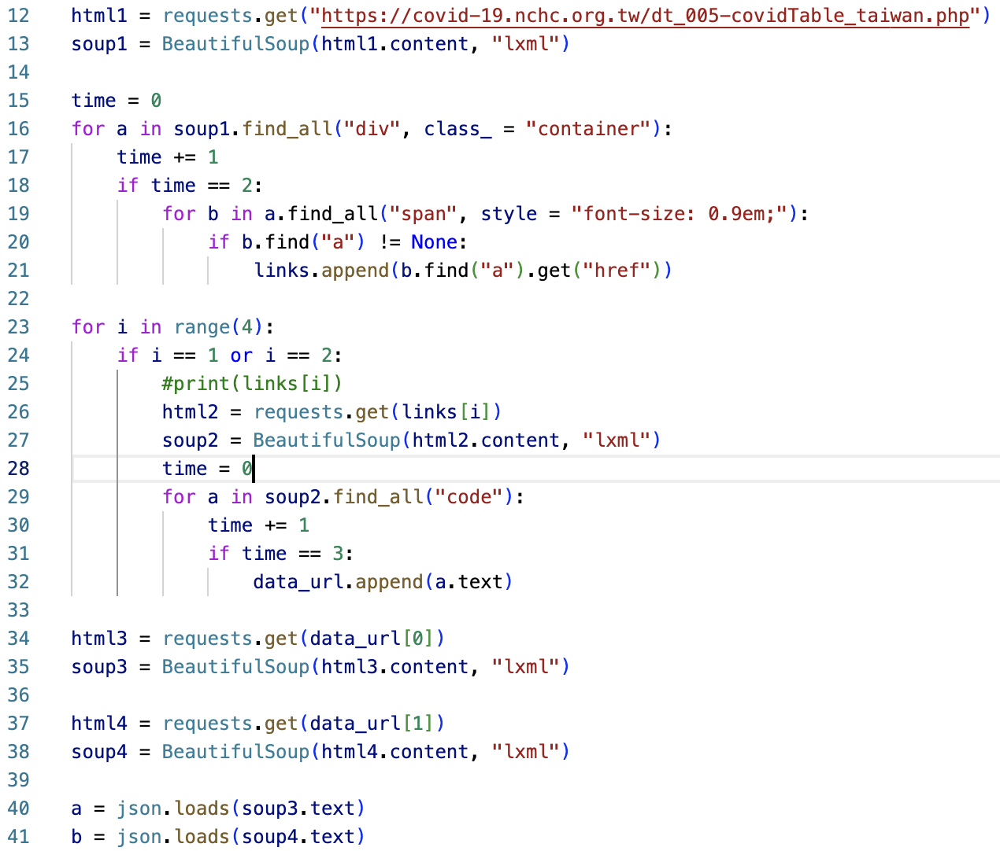 12 html1 = requests.get("https://covid-19.nchc.org.tw/dt_005-covidTable_taiwan.php")
13 soup1 = BeautifulSoup(html1.content, "lxml")
14
15 time = 0
16 for a in soup1.find_all("div", class_ = "container"):
17     time += 1
18     if time == 2:
19         for b in a.find_all("span", style = "font-size: 0.9em;"):
20             if b.find("a") != None:
21                 links.append(b.find("a").get("href"))
22
23 for i in range(4):
24     if i == 1 or i == 2:
25         #print(links[i])
26         html2 = requests.get(links[i])
27         soup2 = BeautifulSoup(html2.content, "lxml")
28         time = 0
29         for a in soup2.find_all("code"):
30             time += 1
31             if time == 3:
32                 data_url.append(a.text)
33
34 html3 = requests.get(data_url[0])
35 soup3 = BeautifulSoup(html3.content, "lxml")
36
37 html4 = requests.get(data_url[1])
38 soup4 = BeautifulSoup(html4.content, "lxml")
39
40 a = json.loads(soup3.text)
41 b = json.loads(soup4.text)